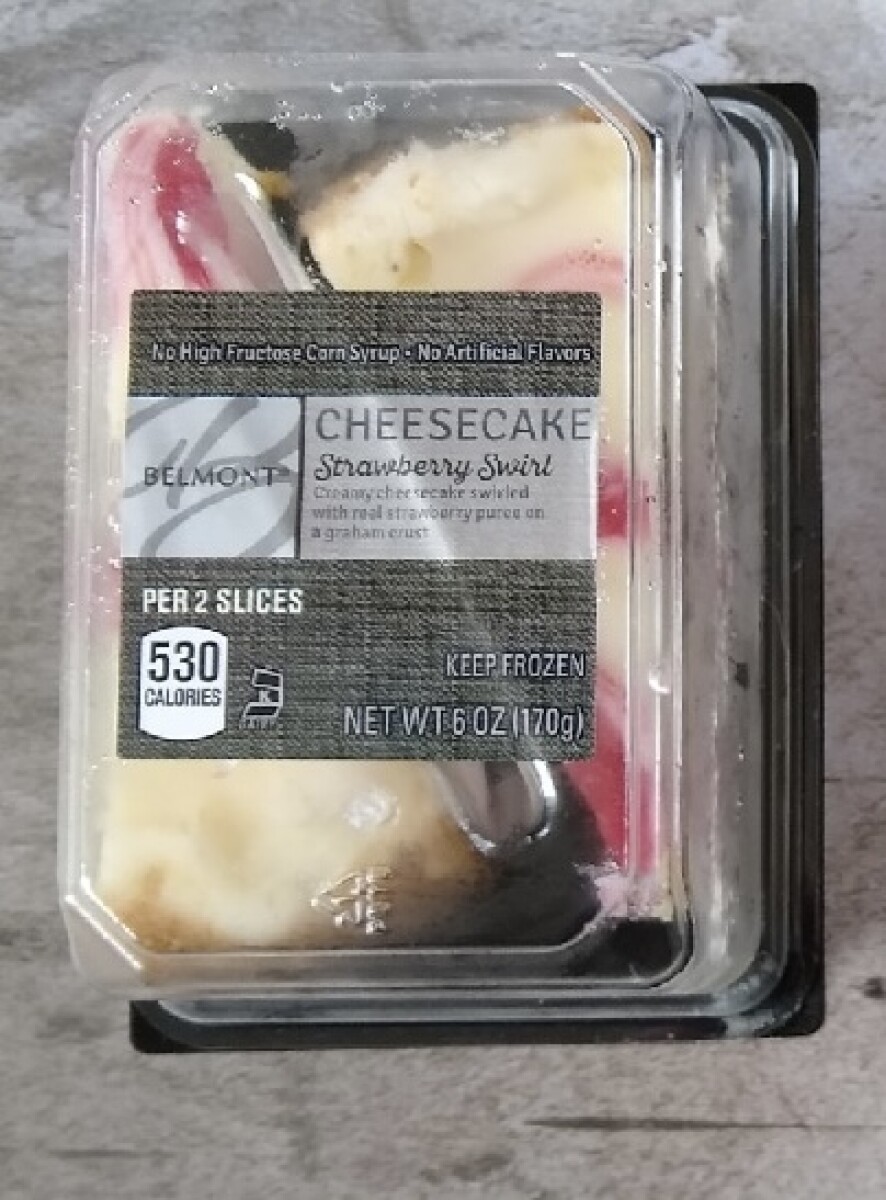 No High Fructose Corn Syrup • No Artificial Flavors
BELMONT
CHEESECAKE
Strawberry Swirl
Creamy cheesecake swirled
with real strawberry puree on
a graham crust
PER 2 SLICES
530
CALORIES
K
DAIRY
KEEP FROZEN
NET WT 6 OZ (170g)